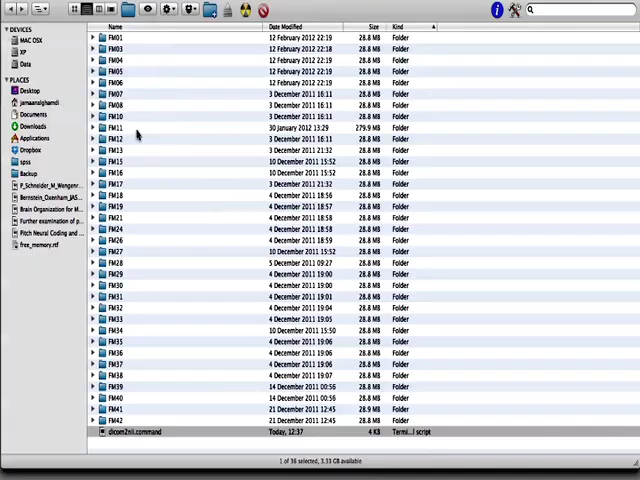 Name Date Modified Size Kind
DEVICES
MAC OSX
XP
Data
PLACES
Desktop
jamaanalghamdi
Documents
Downloads
Applications
Dropbox
spss
Backup
P_Schneider_M_Wengenr...
Bernstein_Oxenham_JAS...
Brain Organization for M...
Further examination of p...
Pitch Neural Coding and ...
free_memory.rtf
FM01 12 February 2012 22:19 28.8 MB Folder
FM03 12 February 2012 22:18 28.8 MB Folder
FM04 12 February 2012 22:19 28.8 MB Folder
FM05 12 February 2012 22:19 28.8 MB Folder
FM06 12 February 2012 22:19 28.8 MB Folder
FM07 3 December 2011 16:11 28.8 MB Folder
FM08 3 December 2011 16:11 28.8 MB Folder
FM10 3 December 2011 16:11 28.8 MB Folder
FM11 30 January 2012 13:29 279.9 MB Folder
FM12 3 December 2011 16:11 28.8 MB Folder
FM13 3 December 2011 21:32 28.8 MB Folder
FM15 10 December 2011 15:52 28.8 MB Folder
FM16 10 December 2011 15:52 28.8 MB Folder
FM17 3 December 2011 21:32 28.8 MB Folder
FM18 4 December 2011 18:56 28.8 MB Folder
FM19 4 December 2011 18:57 28.8 MB Folder
FM21 4 December 2011 18:58 28.8 MB Folder
FM24 4 December 2011 18:58 28.8 MB Folder
FM26 4 December 2011 18:59 28.8 MB Folder
FM27 10 December 2011 15:52 28.8 MB Folder
FM28 5 December 2011 09:27 28.8 MB Folder
FM29 4 December 2011 19:00 28.8 MB Folder
FM30 4 December 2011 19:00 28.8 MB Folder
FM31 4 December 2011 19:01 28.8 MB Folder
FM32 4 December 2011 19:04 28.8 MB Folder
FM33 4 December 2011 19:05 28.8 MB Folder
FM34 10 December 2011 15:50 28.8 MB Folder
FM35 4 December 2011 19:06 28.8 MB Folder
FM36 4 December 2011 19:06 28.8 MB Folder
FM37 4 December 2011 19:06 28.8 MB Folder
FM38 4 December 2011 19:07 28.8 MB Folder
FM39 14 December 2011 00:56 28.8 MB Folder
FM40 14 December 2011 00:56 28.8 MB Folder
FM41 21 December 2011 12:45 28.9 MB Folder
FM42 21 December 2011 12:45 28.8 MB Folder
dicom2nii.command Today, 12:37 4 KB Termi...l script
1 of 36 selected, 3.33 GB available